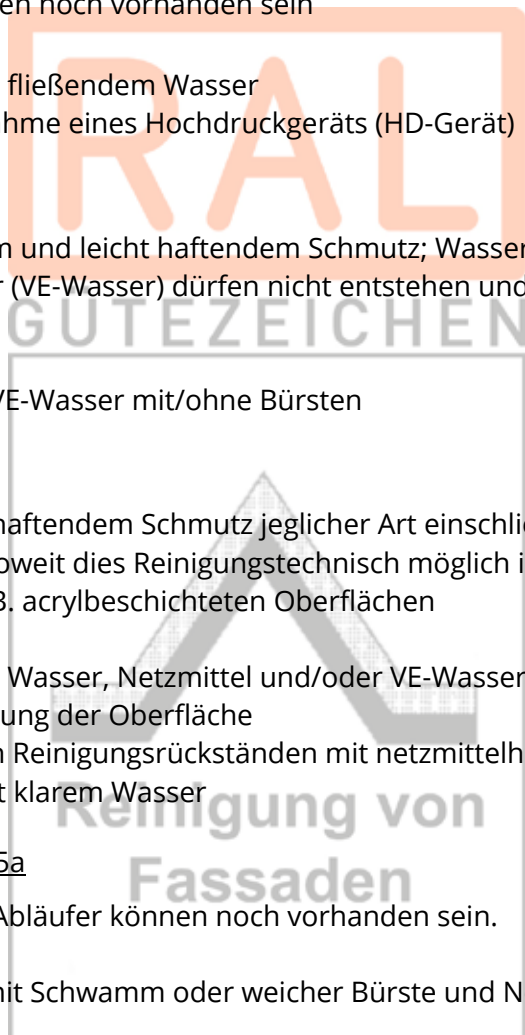 en noch vorhanden sein
RAL
fließendem Wasser
hme eines Hochdruckgeräts (HD-Gerät)
n und leicht haftendem Schmutz; Wasser
r (VE-Wasser) dürfen nicht entstehen und
GÜTEZEICHEN
VE-Wasser mit/ohne Bürsten
haftendem Schmutz jeglicher Art einschlie
oweit dies Reinigungstechnisch möglich i
B. acrylbeschichteten Oberflächen
Wasser, Netzmittel und/oder VE-Wasser
ung der Oberfläche
n Reinigungsrückständen mit netzmittelh
t klarem Wasser
Reinigung von
5a
Fassaden
Abläufer können noch vorhanden sein.
nit Schwamm oder weicher Bürste und N